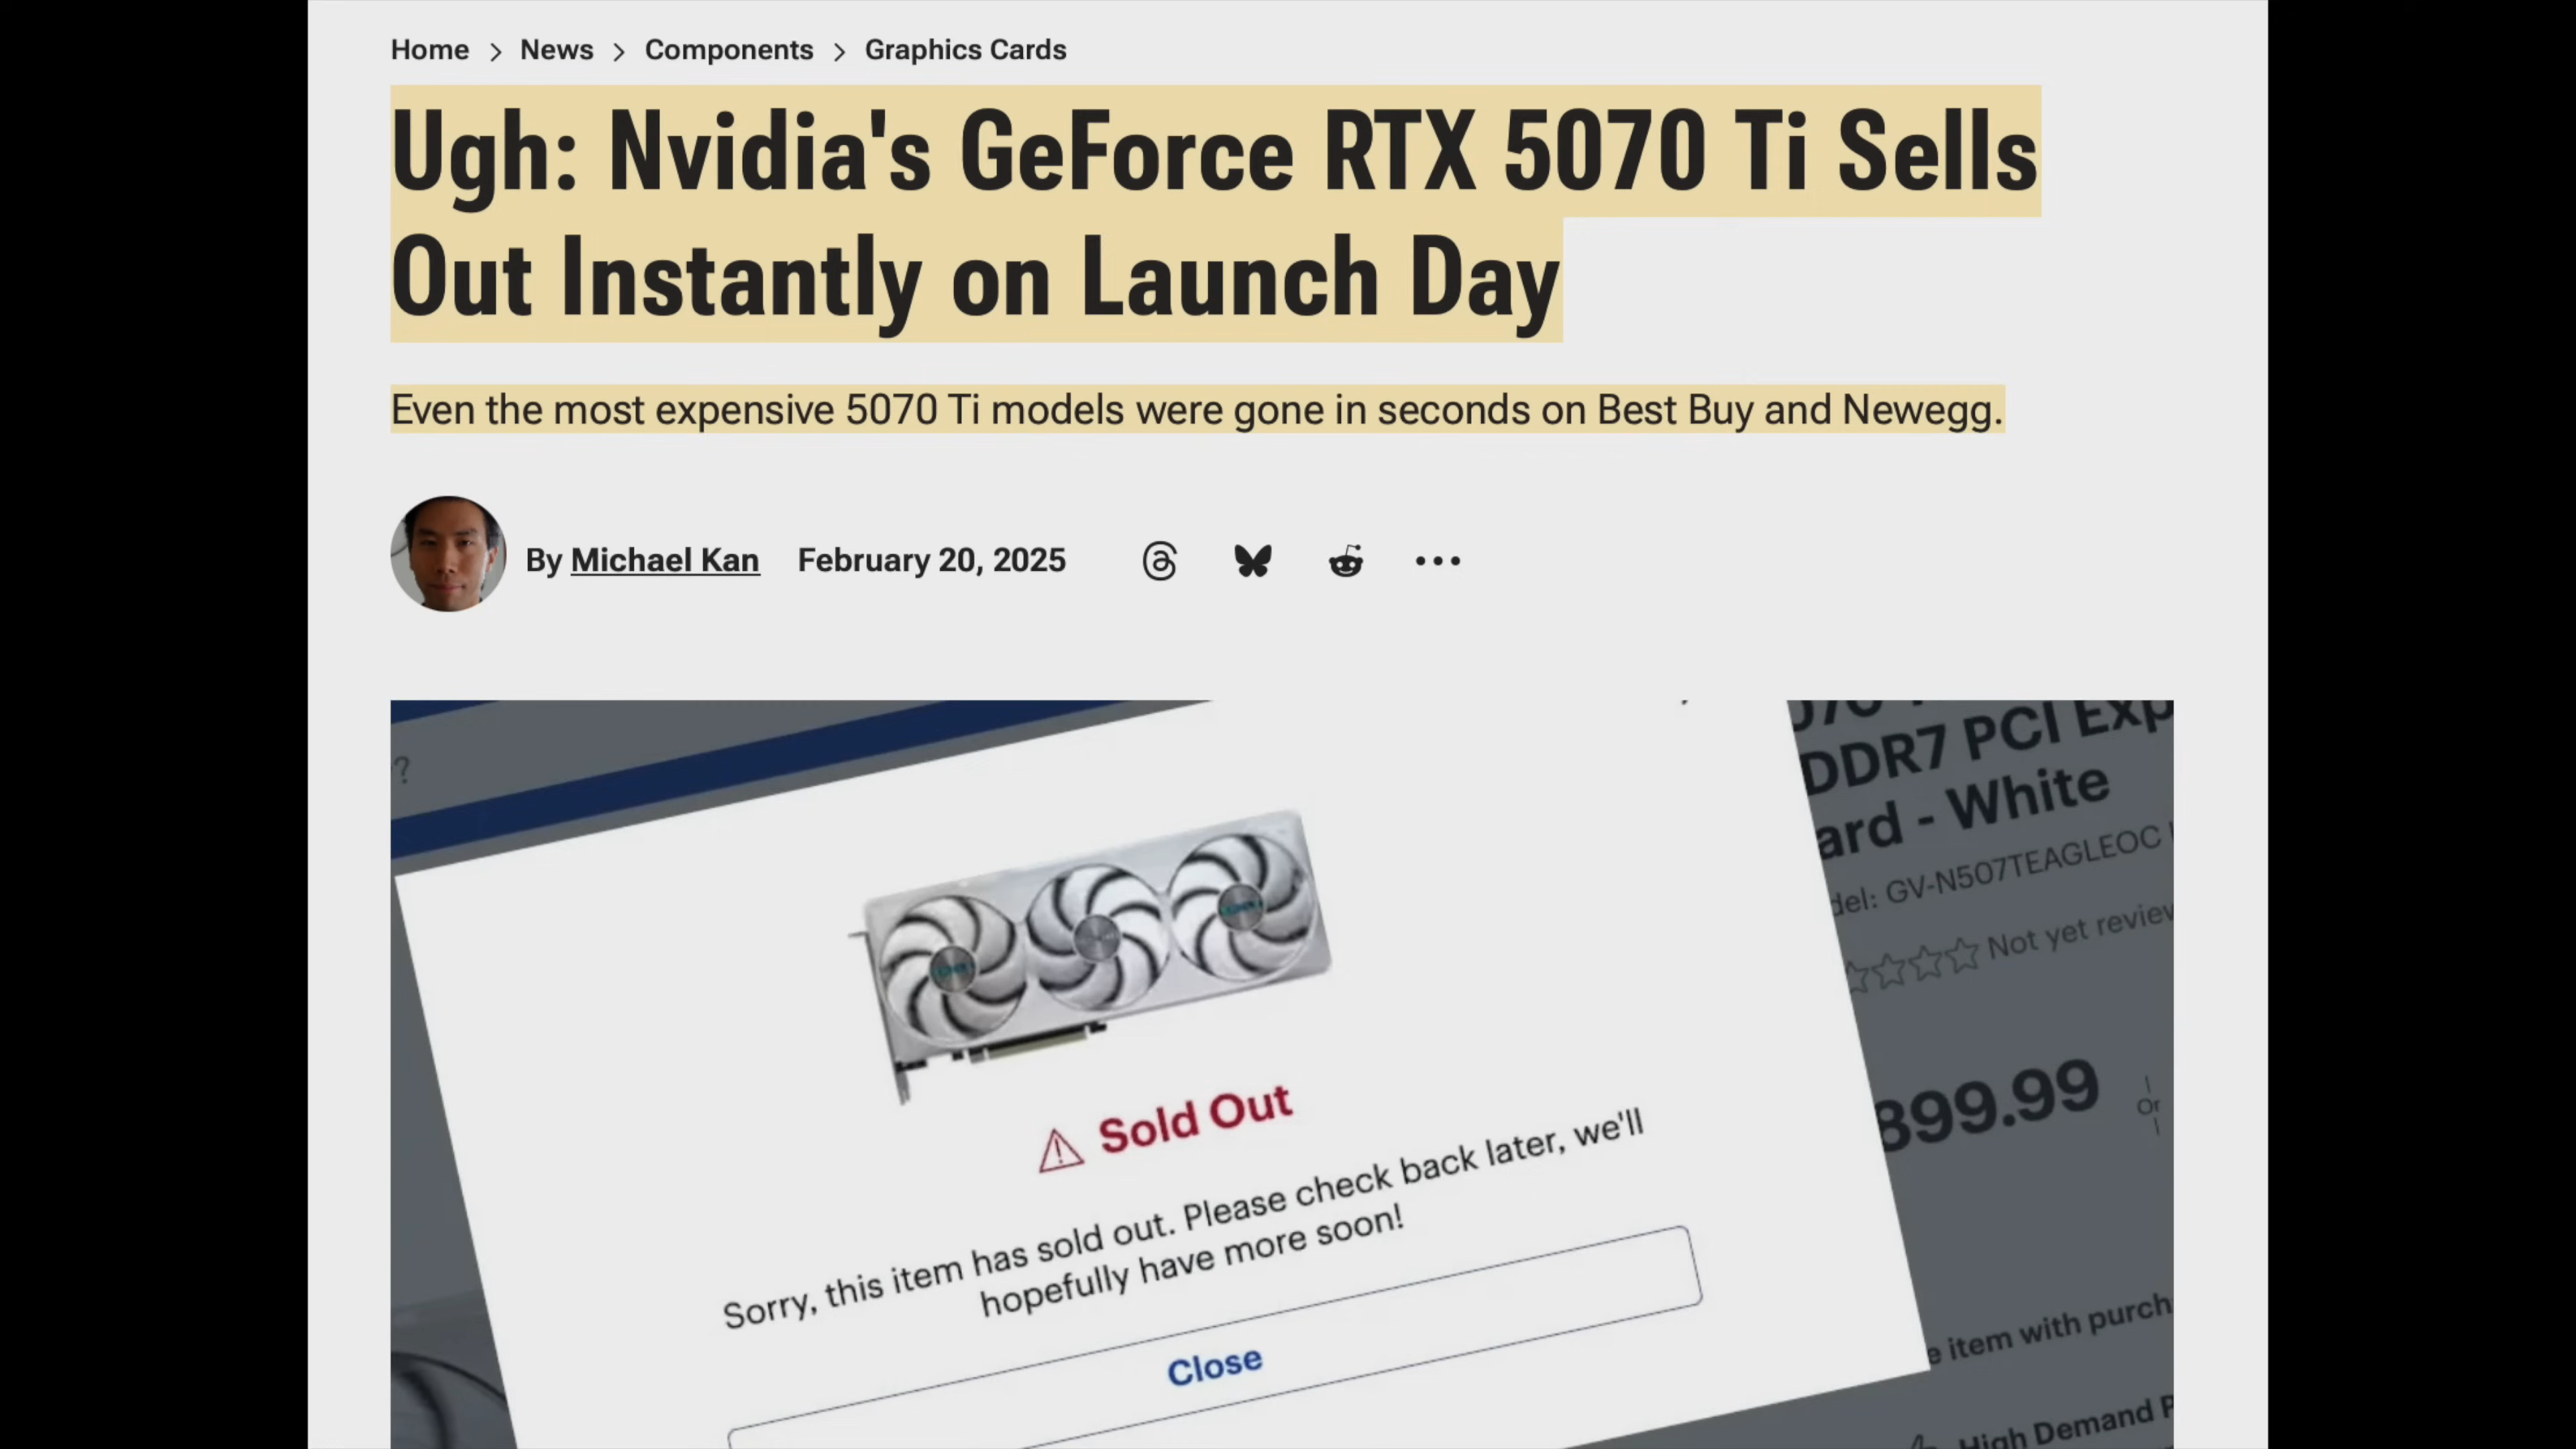 Home > News > Components > Graphics Cards
Ugh: Nvidia's GeForce RTX 5070 Ti Sells
Out Instantly on Launch Day
Even the most expensive 5070 Ti models were gone in seconds on Best Buy and Newegg.
By Michael Kan February 20, 2025
?
DDR7 PCI Exp
ard - White
del: GV-N507TEAGLEOC
Not yet review
899.99
Or
Sold Out
Sorry, this item has sold out. Please check back later, we'll
hopefully have more soon!
Close
e item with purch
High Demand P